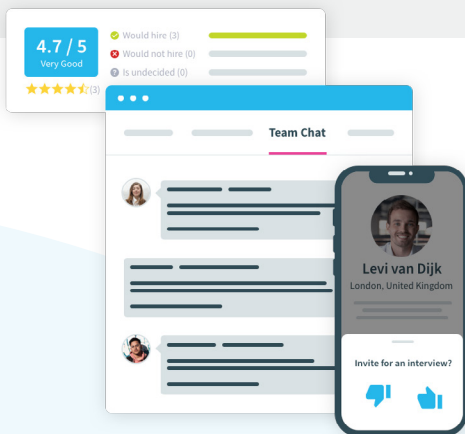 4.7 / 5
Very Good
(3)
Would hire (3)
Would not hire (0)
Is undecided (0)
Team Chat
Levi van Dijk
London, United Kingdom
Invite for an interview?